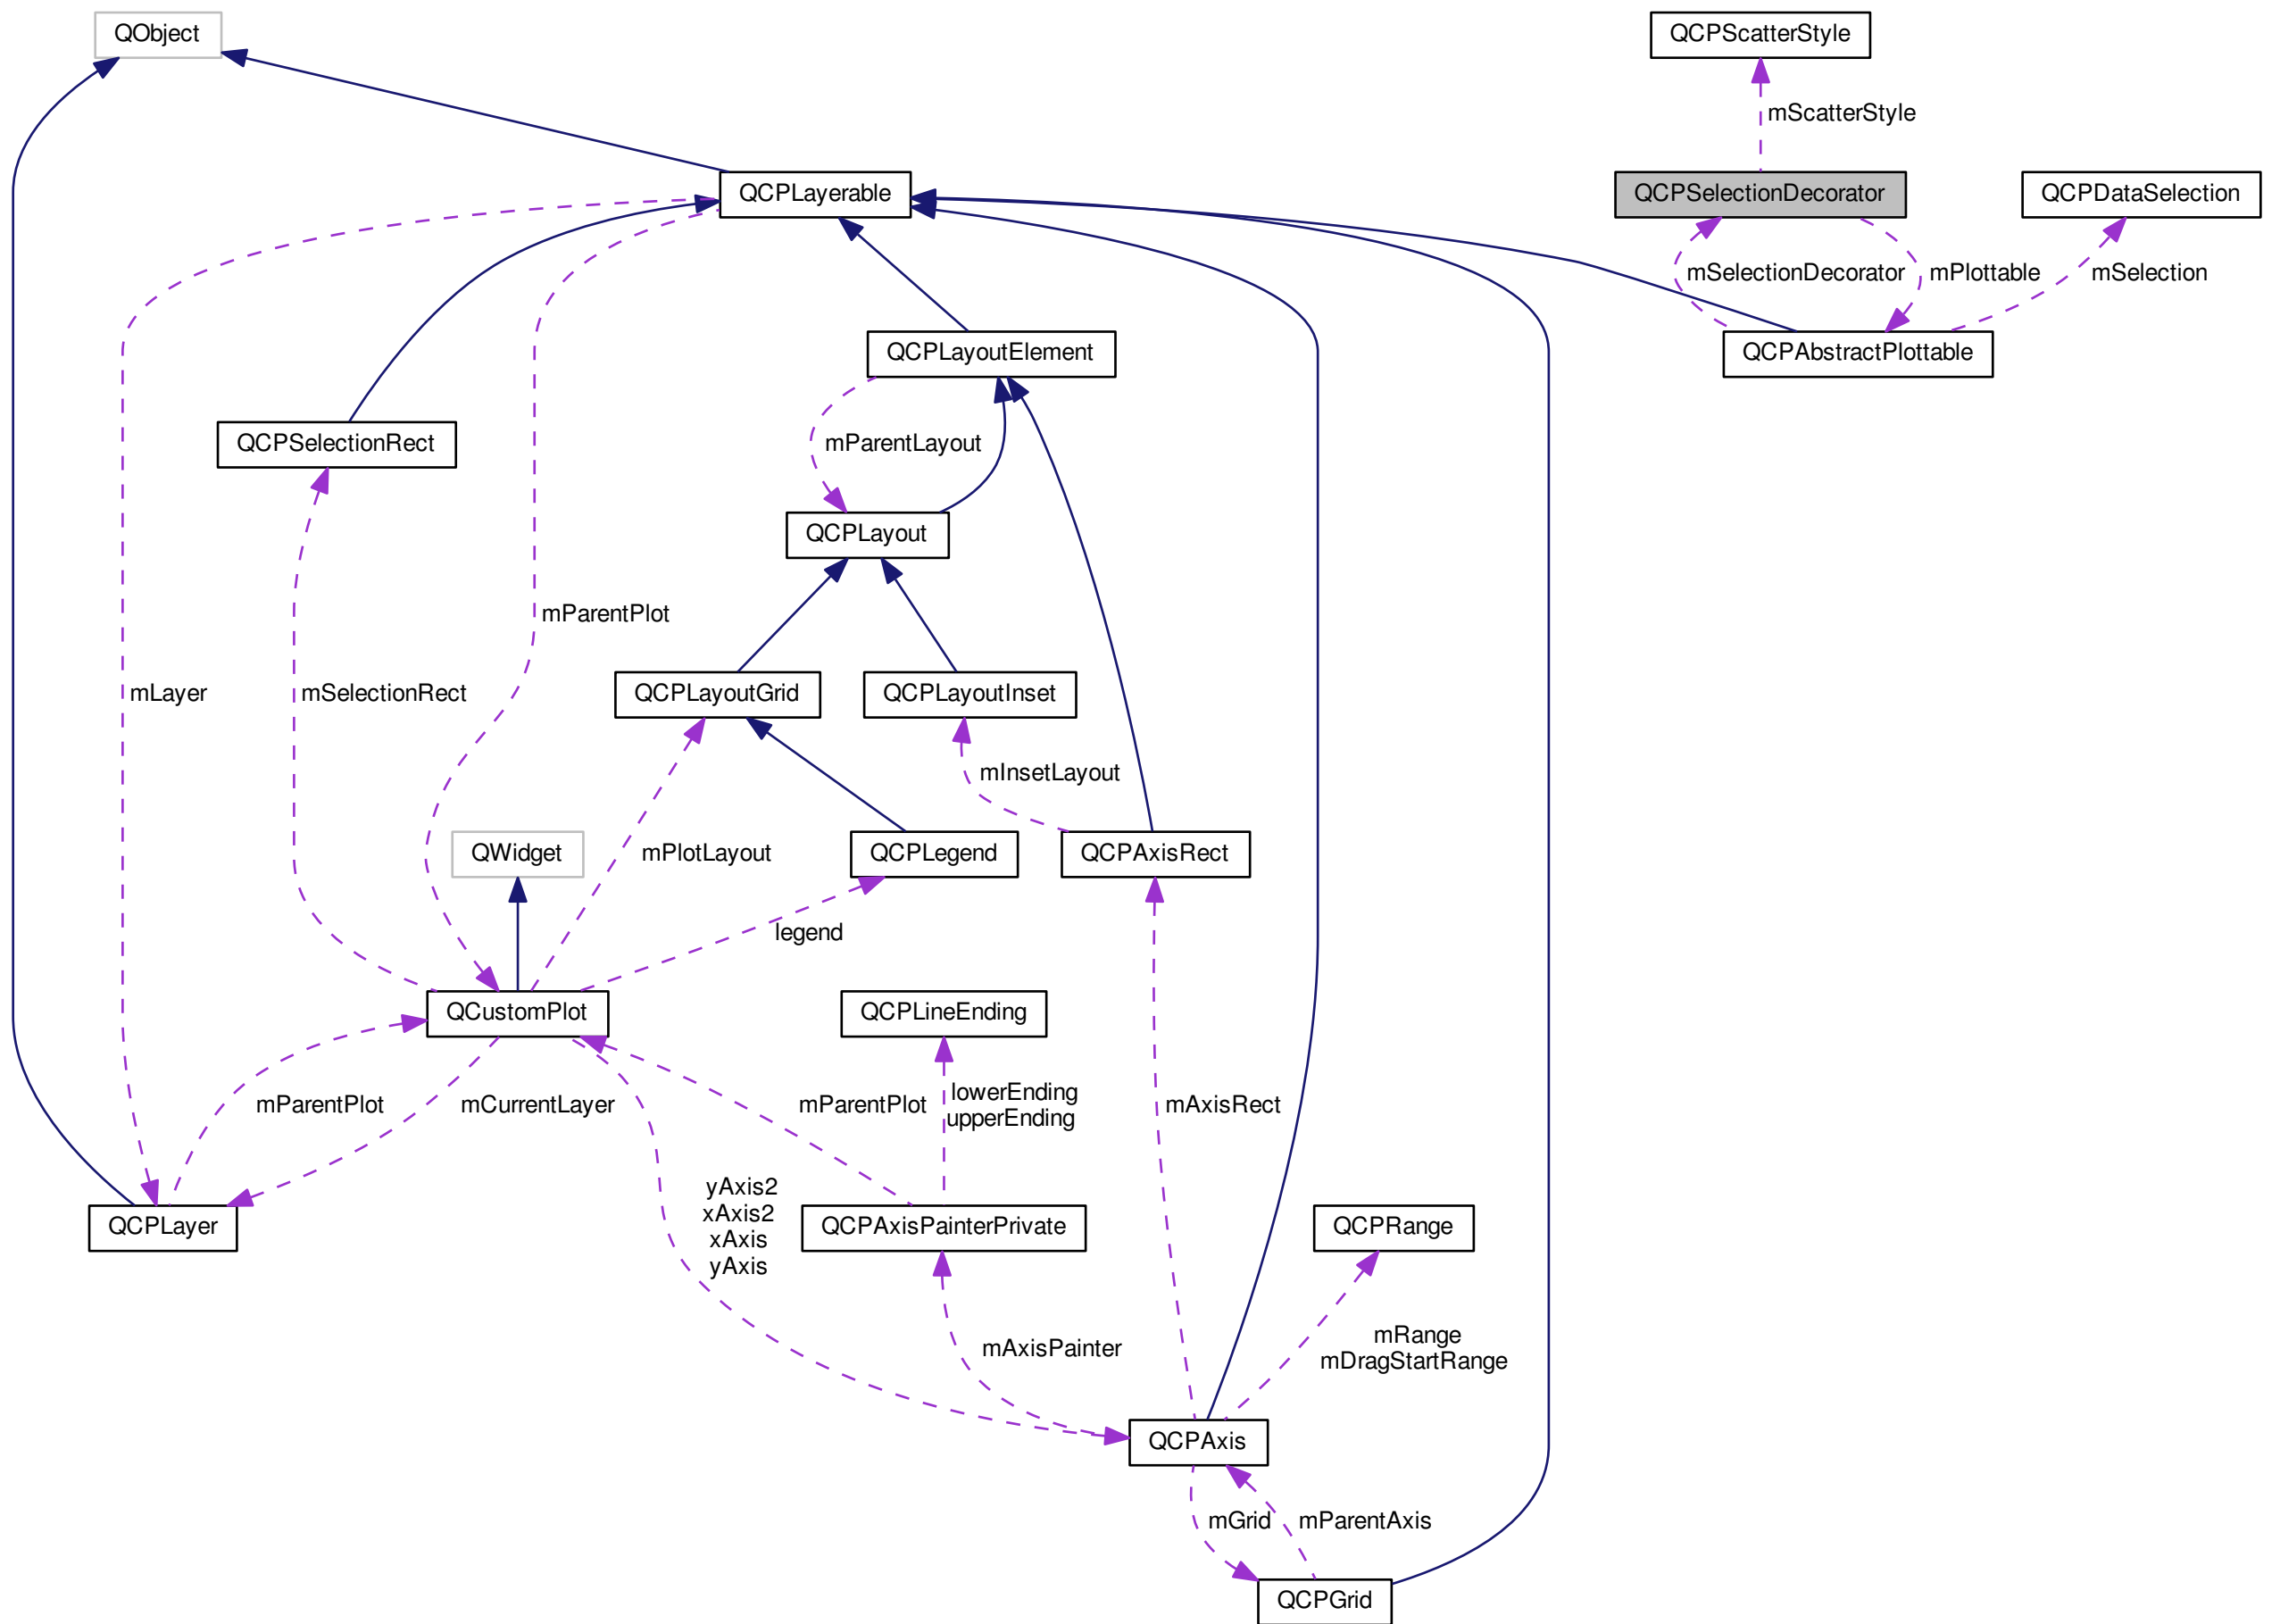 QObject
QCPScatterStyle
mScatterStyle
QCPLayerable
QCPSelectionDecorator
QCPDataSelection
mSelectionDecorator
mPlottable
mSelection
QCPLayoutElement
QCPAbstractPlottable
QCPSelectionRect
mParentLayout
QCPLayout
mParentPlot
mLayer
mSelectionRect
QCPLayoutGrid
QCPLayoutInset
mInsetLayout
QWidget
mPlotLayout
QCPLegend
QCPAxisRect
legend
QCustomPlot
QCPLineEnding
mParentPlot
mCurrentLayer
mParentPlot
lowerEnding
upperEnding
mAxisRect
yAxis2
xAxis2
xAxis
yAxis
QCPLayer
QCPAxisPainterPrivate
QCPRange
mAxisPainter
mRange
mDragStartRange
QCPAxis
mGrid
mParentAxis
QCPGrid